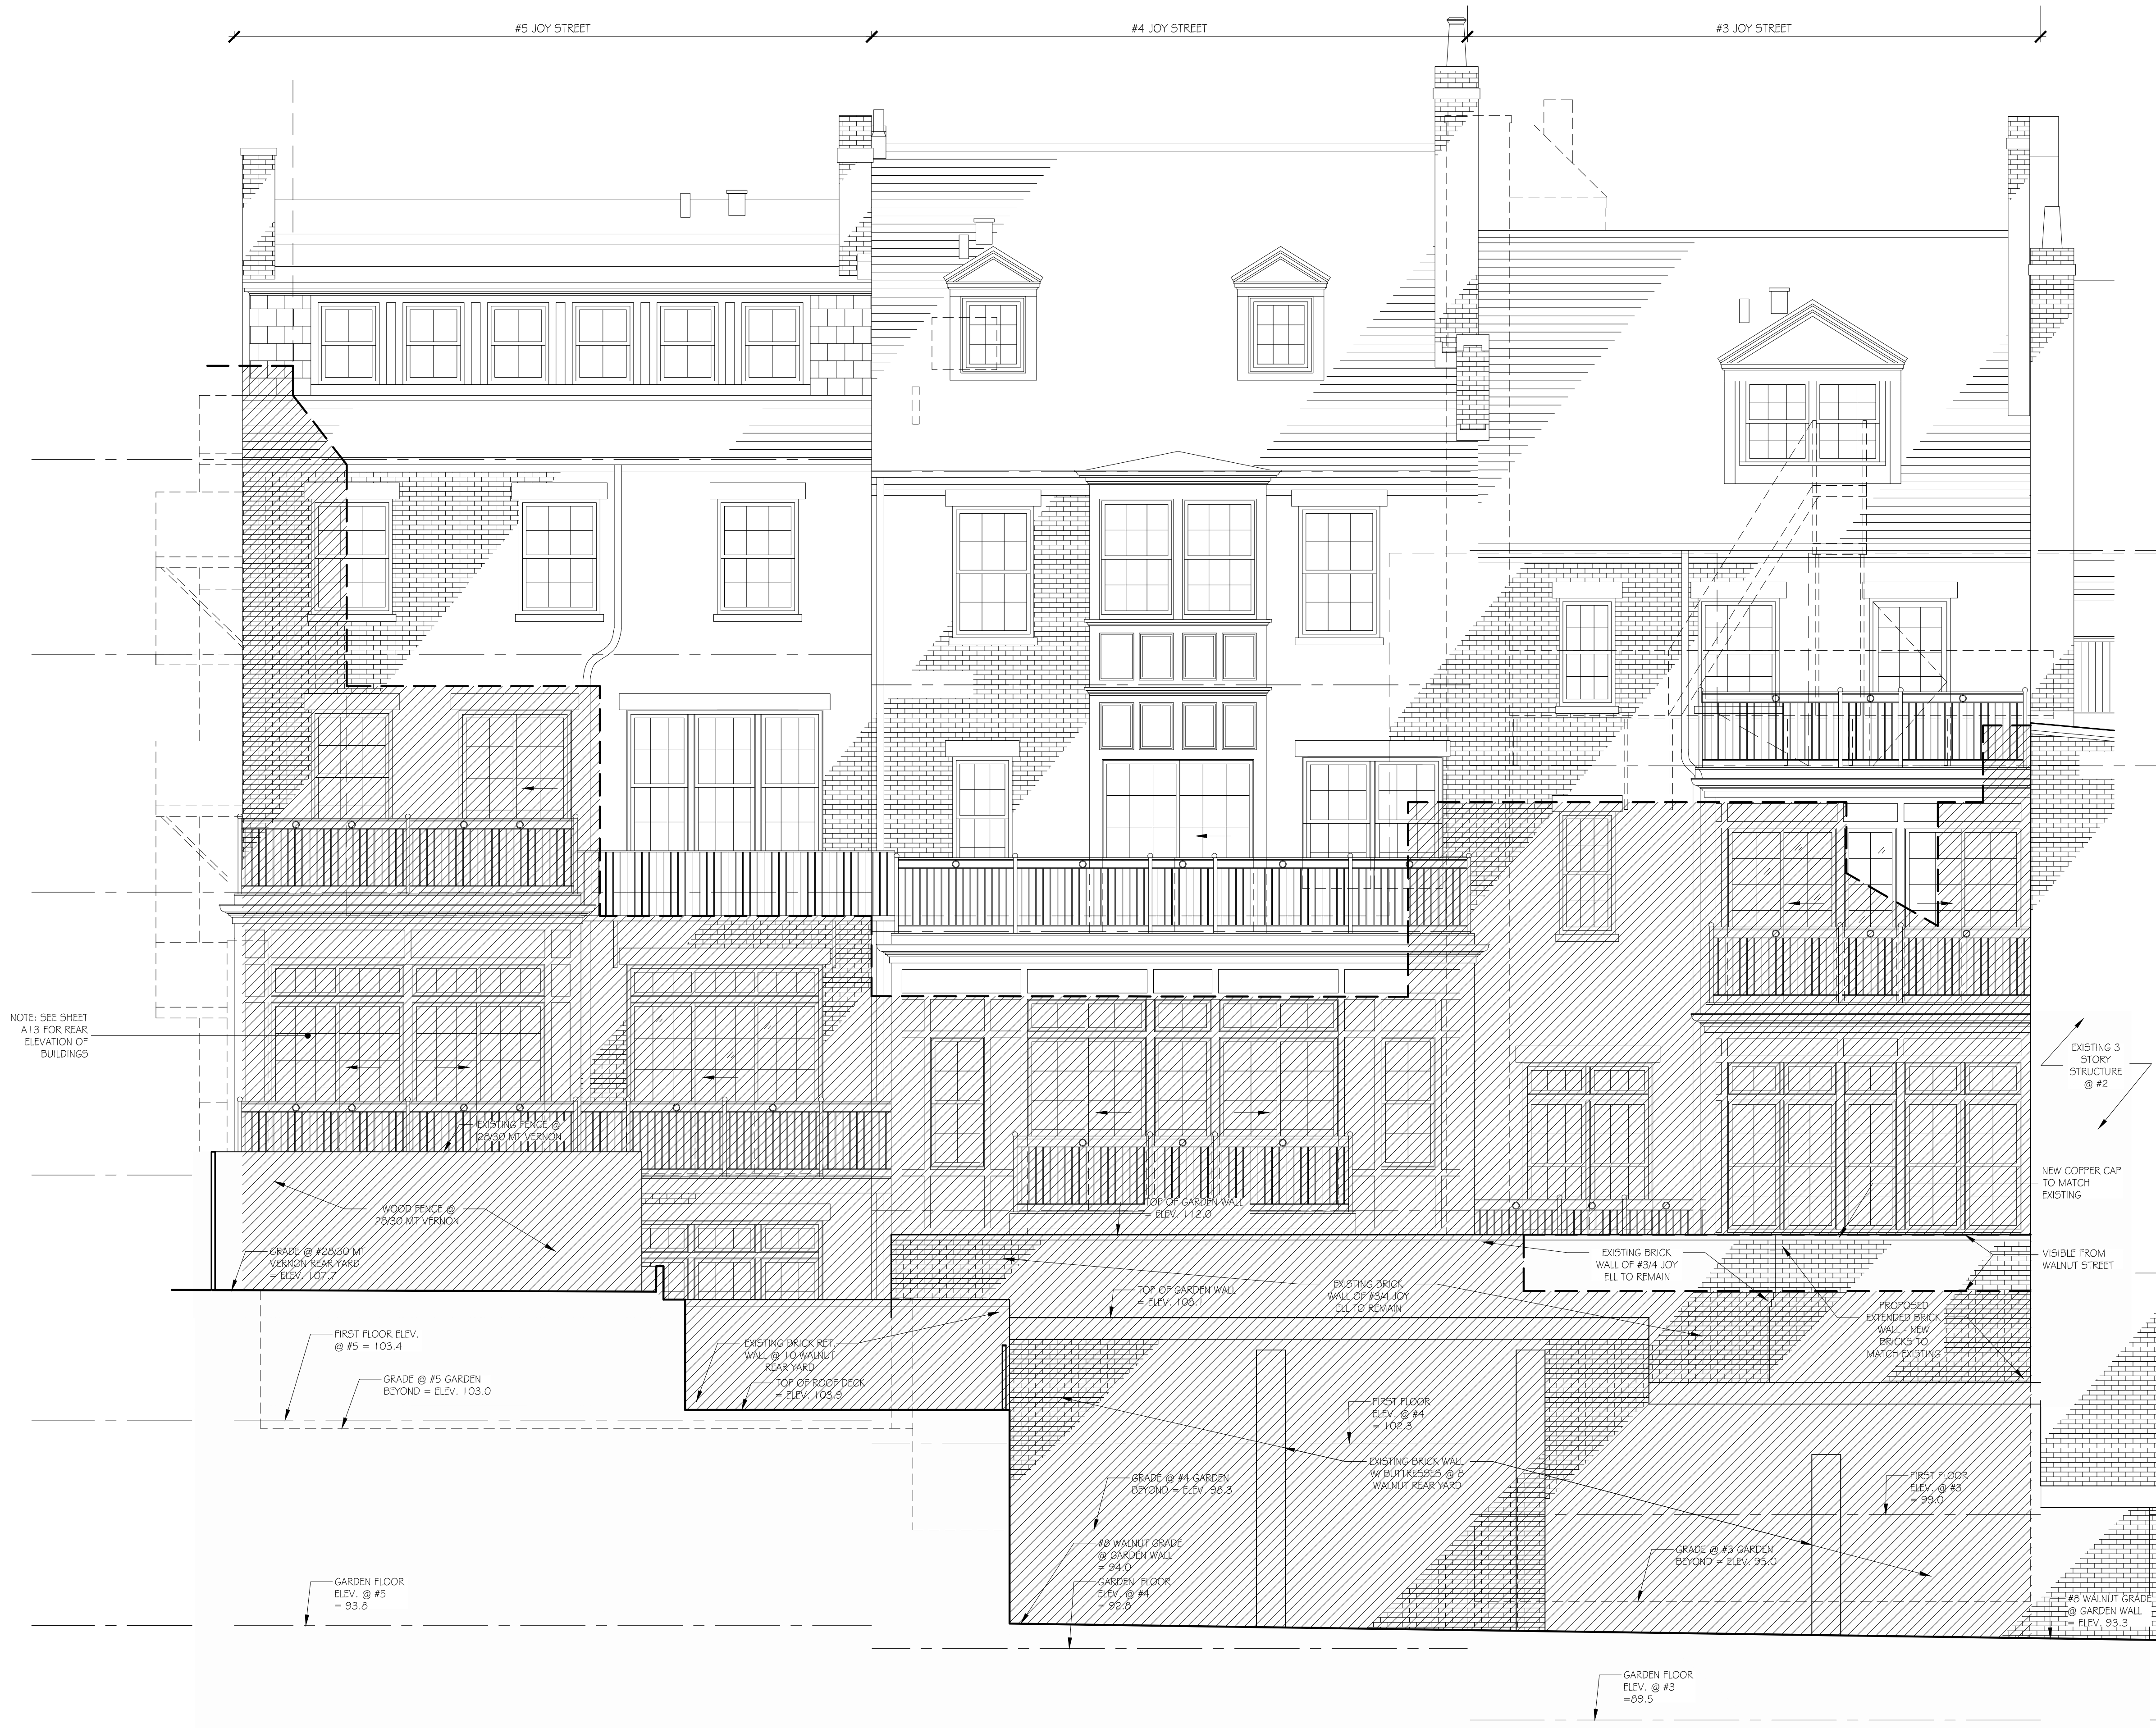 #5 JOY STREET
#4 JOY STREET
#3 JOY STREET
NOTE: SEE SHEET
A13 FOR REAR
ELEVATION OF
BUILDINGS
EXISTING 3
STORY
STRUCTURE
@ #2
EXISTING FENCE @
28/30 MT VERNON
NEW COPPER CAP
TO MATCH
EXISTING
WOOD FENCE @
28/30 MT VERNON
TOP OF GARDEN WALL
= ELEV. 112.0
GRADE @ #28/30 MT
VERNON REAR YARD
= ELEV. 107.7
EXISTING BRICK
WALL OF #3/4 JOY
ELL TO REMAIN
VISIBLE FROM
WALNUT STREET
TOP OF GARDEN WALL
= ELEV. 108.1
EXISTING BRICK
WALL OF #3/4 JOY
ELL TO REMAIN
PROPOSED
EXTENDED BRICK
WALL - NEW
BRICKS TO
MATCH EXISTING
FIRST FLOOR ELEV.
@ #5 = 103.4
EXISTING BRICK RET.
WALL @ 10 WALNUT
REAR YARD
GRADE @ #5 GARDEN
BEYOND = ELEV. 103.0
TOP OF ROOF DECK
= ELEV. 103.9
FIRST FLOOR
ELEV. @ #4
= 102.3
EXISTING BRICK WALL
W/ BUTTRESSES @ 8
WALNUT REAR YARD
GRADE @ #4 GARDEN
BEYOND = ELEV. 98.3
FIRST FLOOR
ELEV. @ #3
= 99.0
#8 WALNUT GRADE
@ GARDEN WALL
= 94.0
GRADE @ #3 GARDEN
BEYOND = ELEV. 95.0
GARDEN FLOOR
ELEV. @ #5
= 93.8
GARDEN FLOOR
ELEV. @ #4
= 92.8
#8 WALNUT GRADE
@ GARDEN WALL
= ELEV. 93.3
GARDEN FLOOR
ELEV. @ #3
=89.5